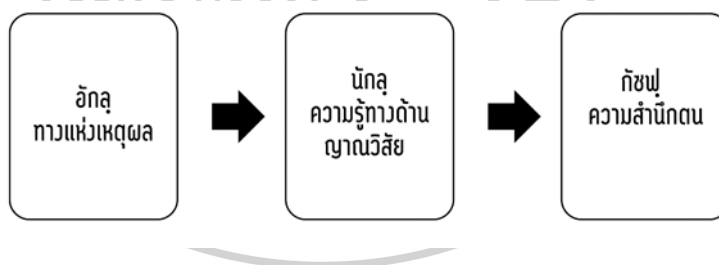 อักลฺ
ทางแห่งเหตุผล
นักลฺ
ความรู้ทางด้าน
ญาณวิสัย
กัชฟฺ
ความสำนึกตน